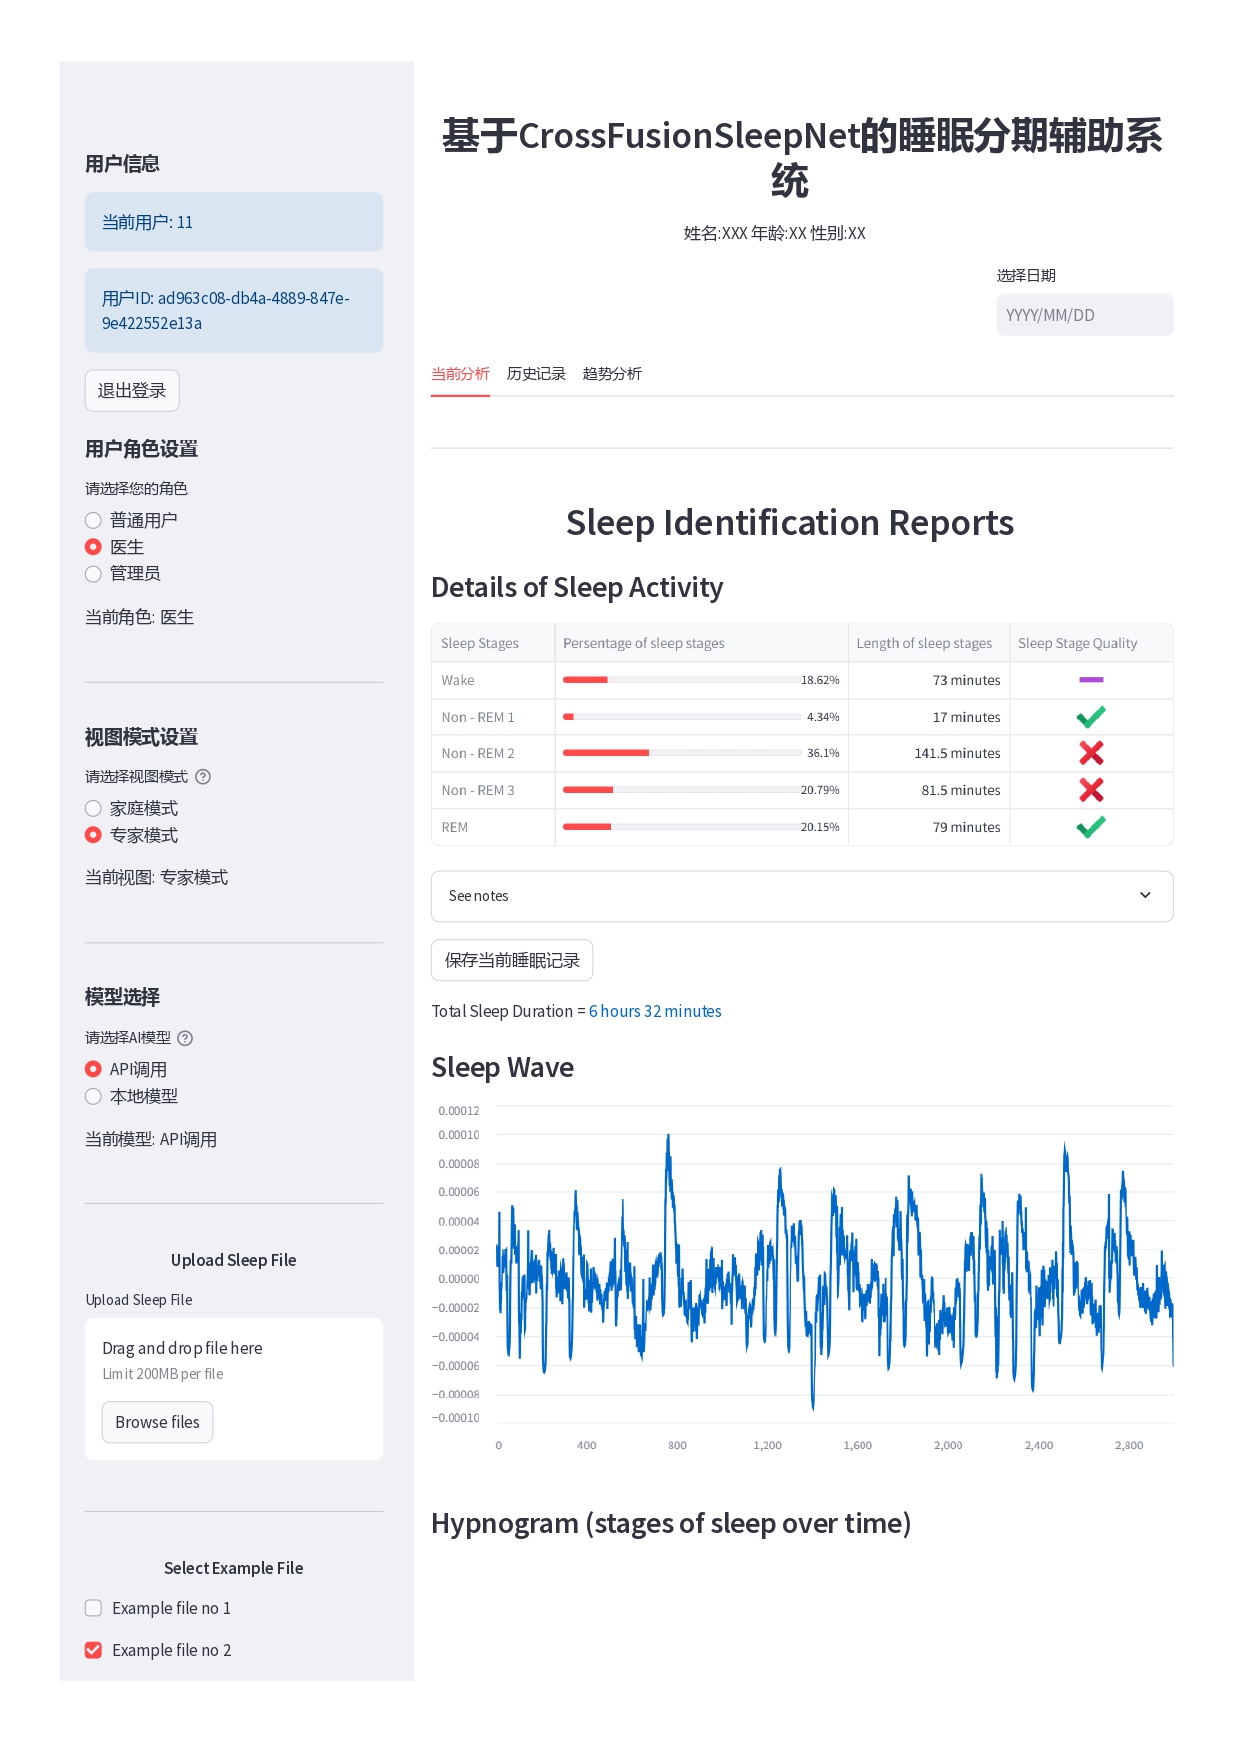 用户信息
当前用户: 11
用户ID: ad963c08-db4a-4889-847e-
9e422552e13a
退出登录
用户角色设置
请选择您的角色
普通用户
医生
管理员
当前角色: 医生
视图模式设置
请选择视图模式
家庭模式
专家模式
当前视图: 专家模式
模型选择
请选择AI模型
API调用
本地模型
当前模型: API调用
Upload Sleep File
Upload Sleep File
Drag and drop file here
Limit 200MB per file
Browse files
Select Example File
Example file no 1
Example file no 2
基于CrossFusionSleepNet的睡眠分期辅助系
统
姓名:XXX 年龄:XX 性别:XX
选择日期
YYYY/MM/DD
当前分析 历史记录 趋势分析
Sleep Identification Reports
Details of Sleep Activity
Sleep Stages Persentage of sleep stages Length of sleep stages Sleep Stage Quality
Wake 18.62% 73 minutes
Non - REM 1 4.34% 17 minutes
Non - REM 2 36.1% 141.5 minutes
Non - REM 3 20.79% 81.5 minutes
REM 20.15% 79 minutes
See notes
保存当前睡眠记录
Total Sleep Duration = 6 hours 32 minutes
Sleep Wave
0.00012
0.00010
0.00008
0.00006
0.00004
0.00002
0.00000
−0.00002
−0.00004
−0.00006
−0.00008
−0.00010
0 400 800 1,200 1,600 2,000 2,400 2,800
Hypnogram (stages of sleep over time)